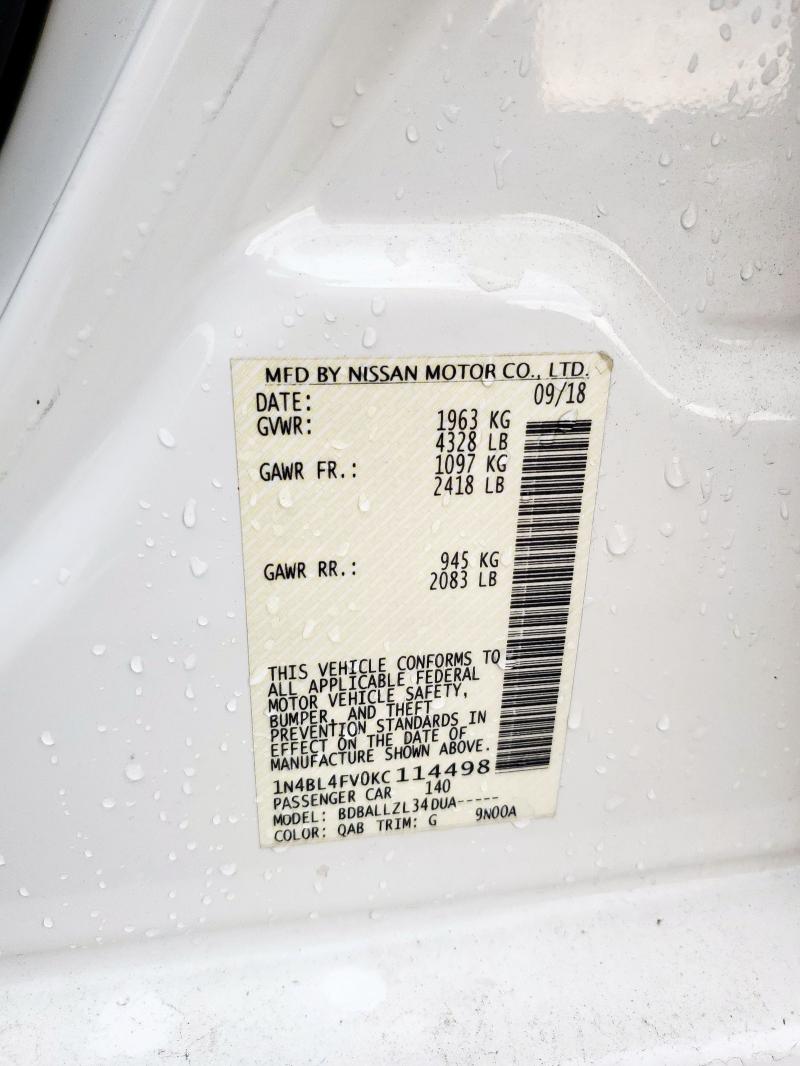 MFD BY NISSAN MOTOR CO., LTD.
DATE: 09/18
GVWR: 1963 KG
4328 LB
GAWR FR.: 1097 KG
2418 LB
GAWR RR.: 945 KG
2083 LB
THIS VEHICLE CONFORMS TO
ALL APPLICABLE FEDERAL
MOTOR VEHICLE SAFETY,
BUMPER, AND THEFT
PREVENTION STANDARDS IN
EFFECT ON THE DATE OF
MANUFACTURE SHOWN ABOVE.
1N4BL4FV0KC114498
PASSENGER CAR 140
MODEL: BDBALLZL34DUA-----
COLOR: QAB TRIM: G 9N00A